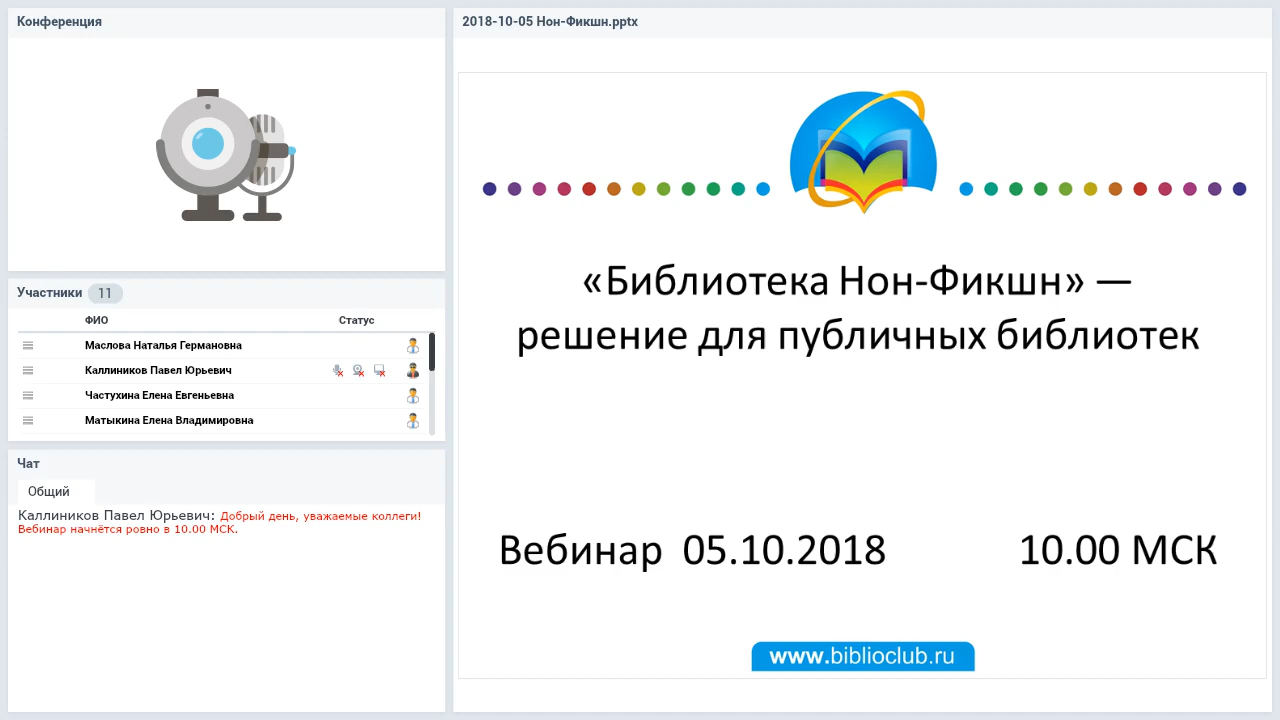 Конференция
Участники 11
ФИО Статус
Маслова Наталья Германовна
Каллиников Павел Юрьевич
Частухина Елена Евгеньевна
Матыкина Елена Владимировна
Чат
Общий
Каллиников Павел Юрьевич: Добрый день, уважаемые коллеги!
Вебинар начнётся ровно в 10.00 МСК.
2018-10-05 Нон-Фикшн.pptx
«Библиотека Нон-Фикшн» —
решение для публичных библиотек
Вебинар 05.10.2018 10.00 МСК
www.biblioclub.ru